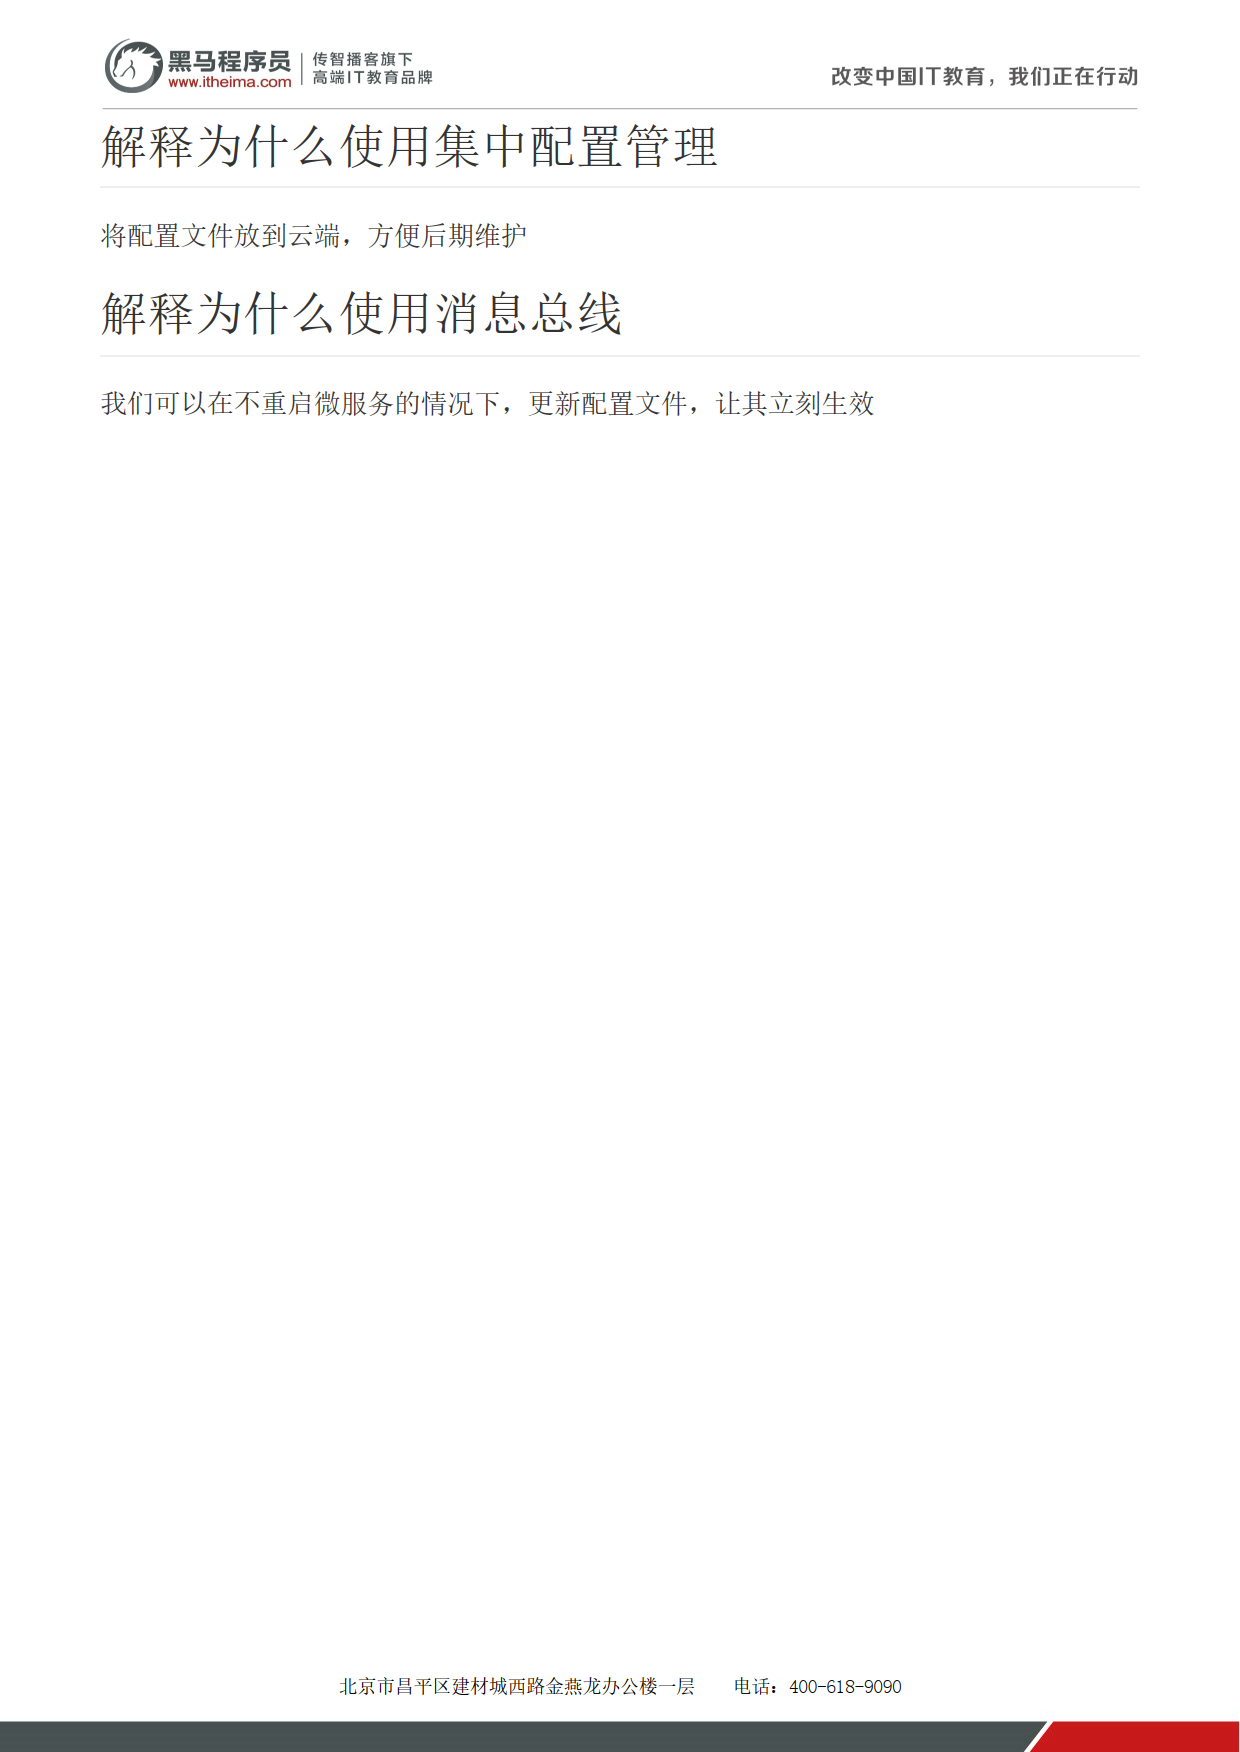 黑马程序员
www.itheima.com
传智播客旗下
高端IT教育品牌
改变中国IT教育，我们正在行动
解释为什么使用集中配置管理
将配置文件放到云端，方便后期维护
解释为什么使用消息总线
我们可以在不重启微服务的情况下，更新配置文件，让其立刻生效
北京市昌平区建材城西路金燕龙办公楼一层 电话：400-618-9090